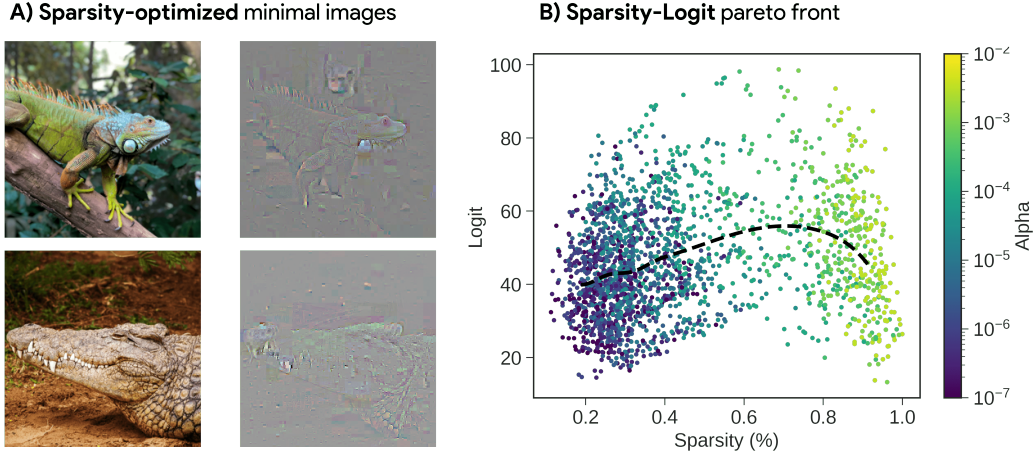 A) Sparsity-optimized minimal images
B) Sparsity-Logit pareto front
100
80
60
40
20
Logit
0.2 0.4 0.6 0.8 1.0
Sparsity (%)
10⁻²
10⁻³
10⁻⁴
10⁻⁵
10⁻⁶
10⁻⁷
Alpha